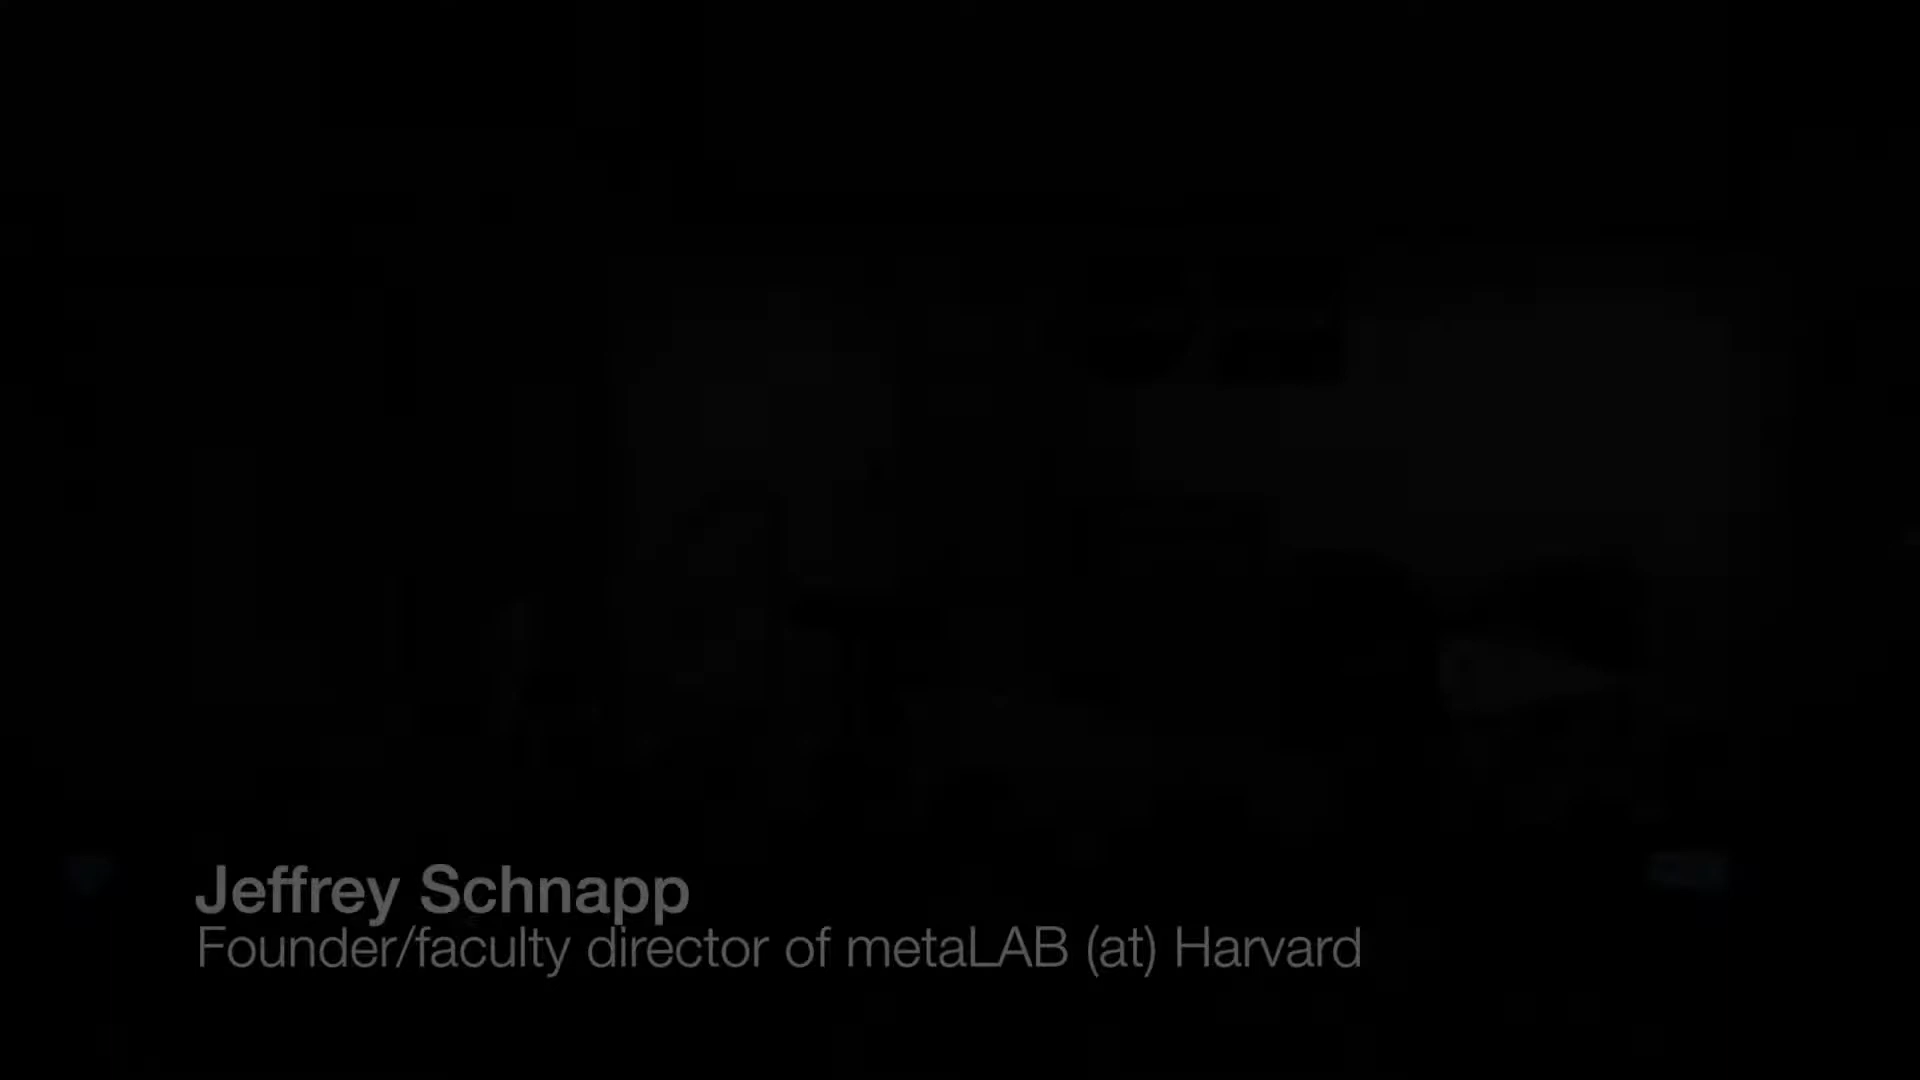 Jeffrey Schnapp
Founder/faculty director of metaLAB (at) Harvard